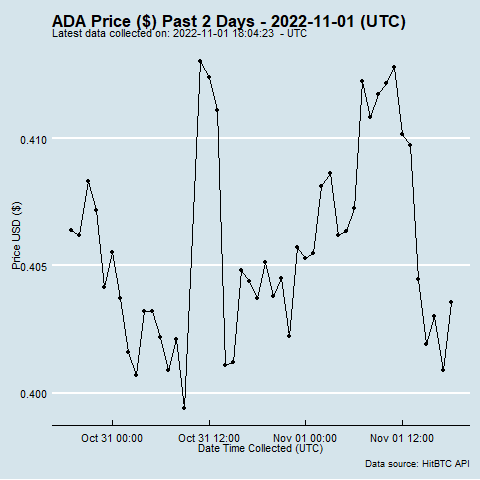 ADA Price ($) Past 2 Days - 2022-11-01 (UTC)
Latest data collected on: 2022-11-01 18:04:23 - UTC
0.410
Price USD ($)
0.405
0.400
Oct 31 00:00 Oct 31 12:00 Nov 01 00:00 Nov 01 12:00
Date Time Collected (UTC)
Data source: HitBTC API